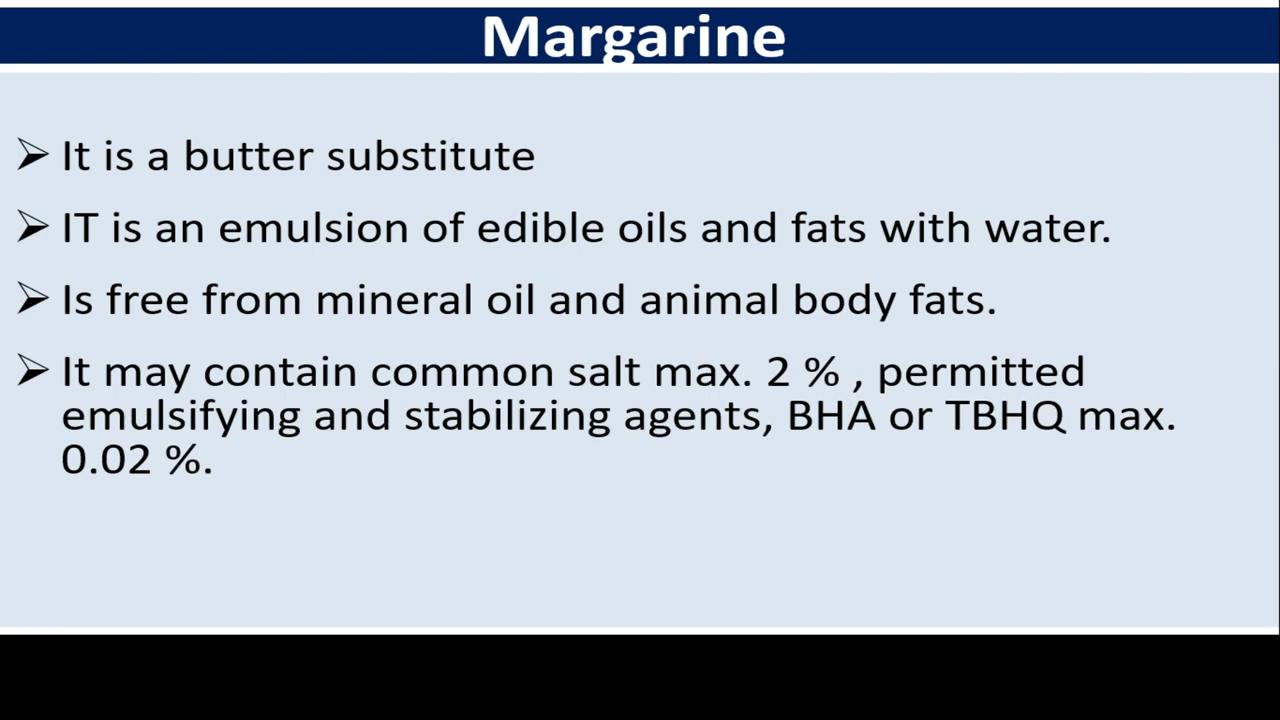 Margarine
➢ It is a butter substitute
➢ IT is an emulsion of edible oils and fats with water.
➢ Is free from mineral oil and animal body fats.
➢ It may contain common salt max. 2 % , permitted
emulsifying and stabilizing agents, BHA or TBHQ max.
0.02 %.